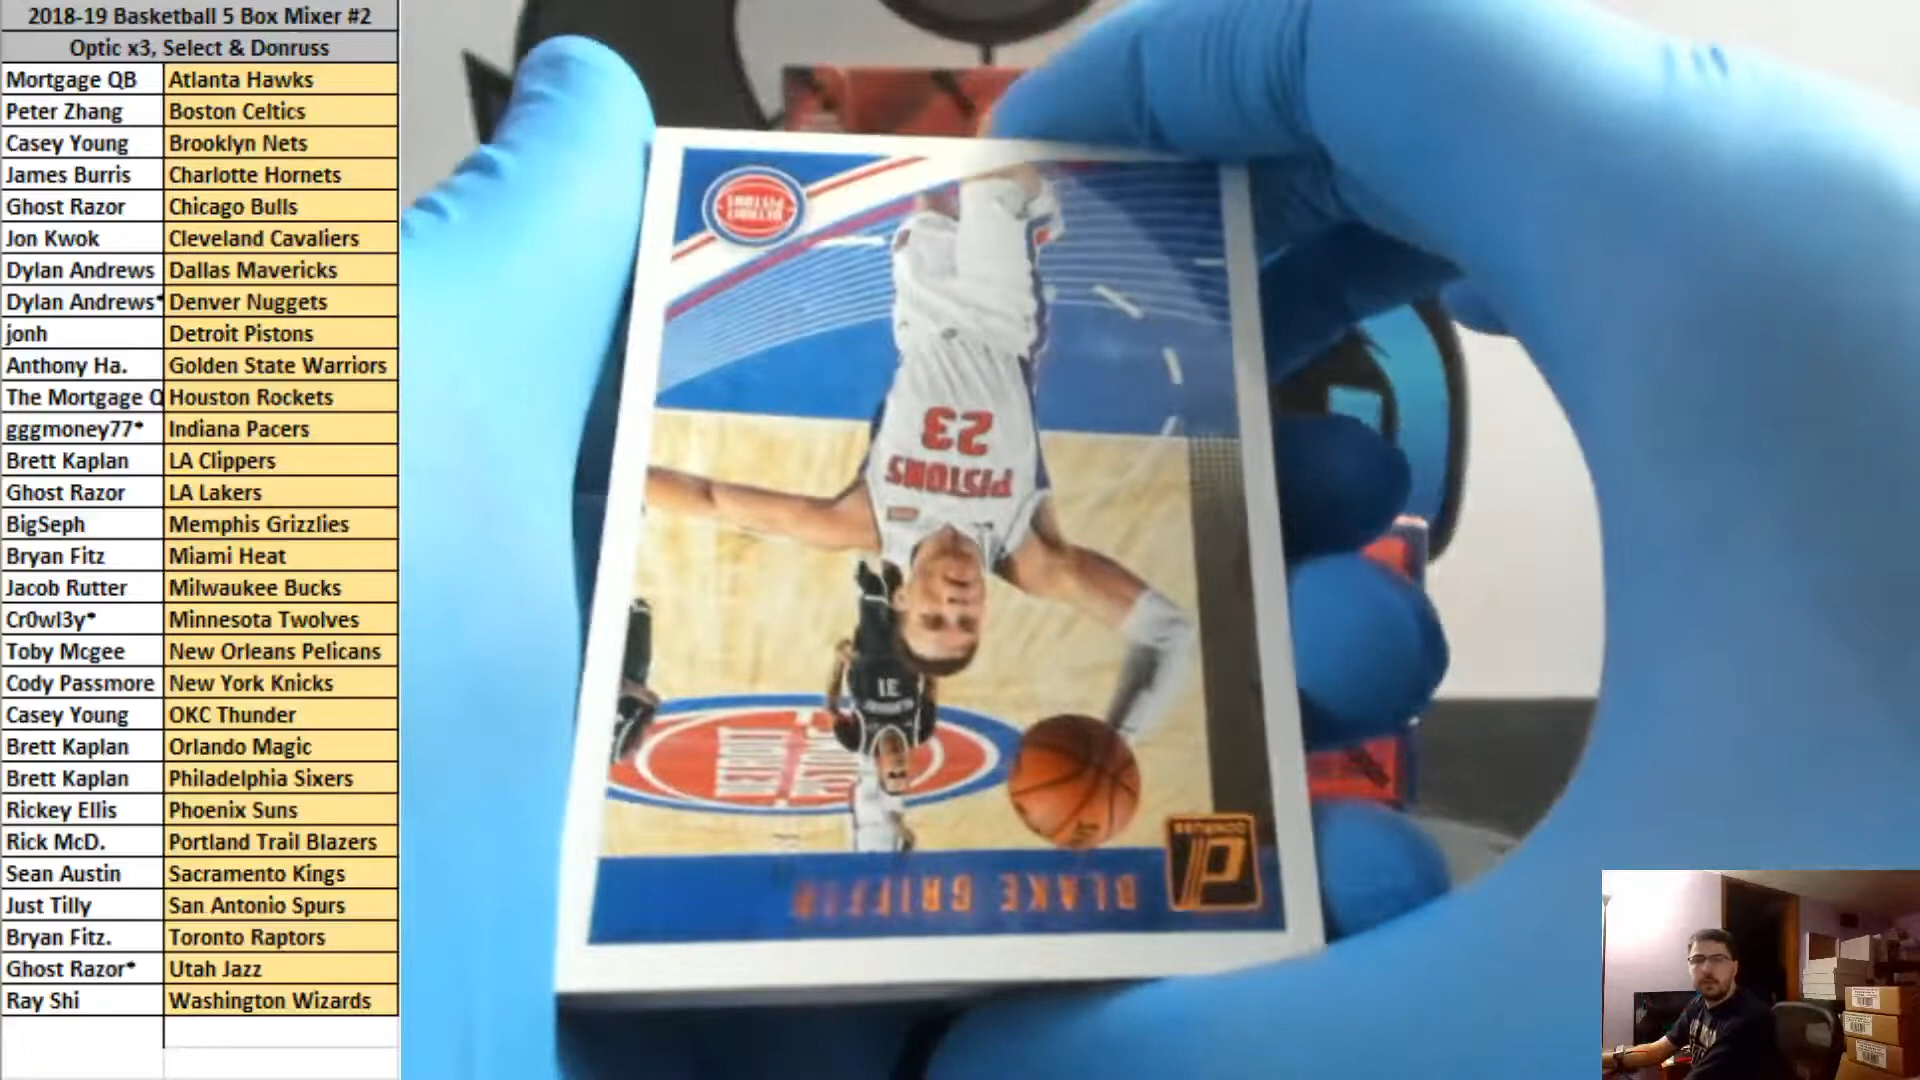 2018-19 Basketball 5 Box Mixer #2
Optic x3, Select & Donruss
Mortgage QB Atlanta Hawks
Peter Zhang Boston Celtics
Casey Young Brooklyn Nets
James Burris Charlotte Hornets
Ghost Razor Chicago Bulls
Jon Kwok Cleveland Cavaliers
Dylan Andrews Dallas Mavericks
Dylan Andrews* Denver Nuggets
jonh Detroit Pistons
Anthony Ha. Golden State Warriors
The Mortgage Q Houston Rockets
gggmoney77* Indiana Pacers
Brett Kaplan LA Clippers
Ghost Razor LA Lakers
BigSeph Memphis Grizzlies
Bryan Fitz Miami Heat
Jacob Rutter Milwaukee Bucks
Cr0wl3y* Minnesota Twolves
Toby Mcgee New Orleans Pelicans
Cody Passmore New York Knicks
Casey Young OKC Thunder
Brett Kaplan Orlando Magic
Brett Kaplan Philadelphia Sixers
Rickey Ellis Phoenix Suns
Rick McD. Portland Trail Blazers
Sean Austin Sacramento Kings
Just Tilly San Antonio Spurs
Bryan Fitz. Toronto Raptors
Ghost Razor* Utah Jazz
Ray Shi Washington Wizards
DETROIT
PISTONS
23
PISTONS
31
DONRUSS
BLAKE GRIFFIN